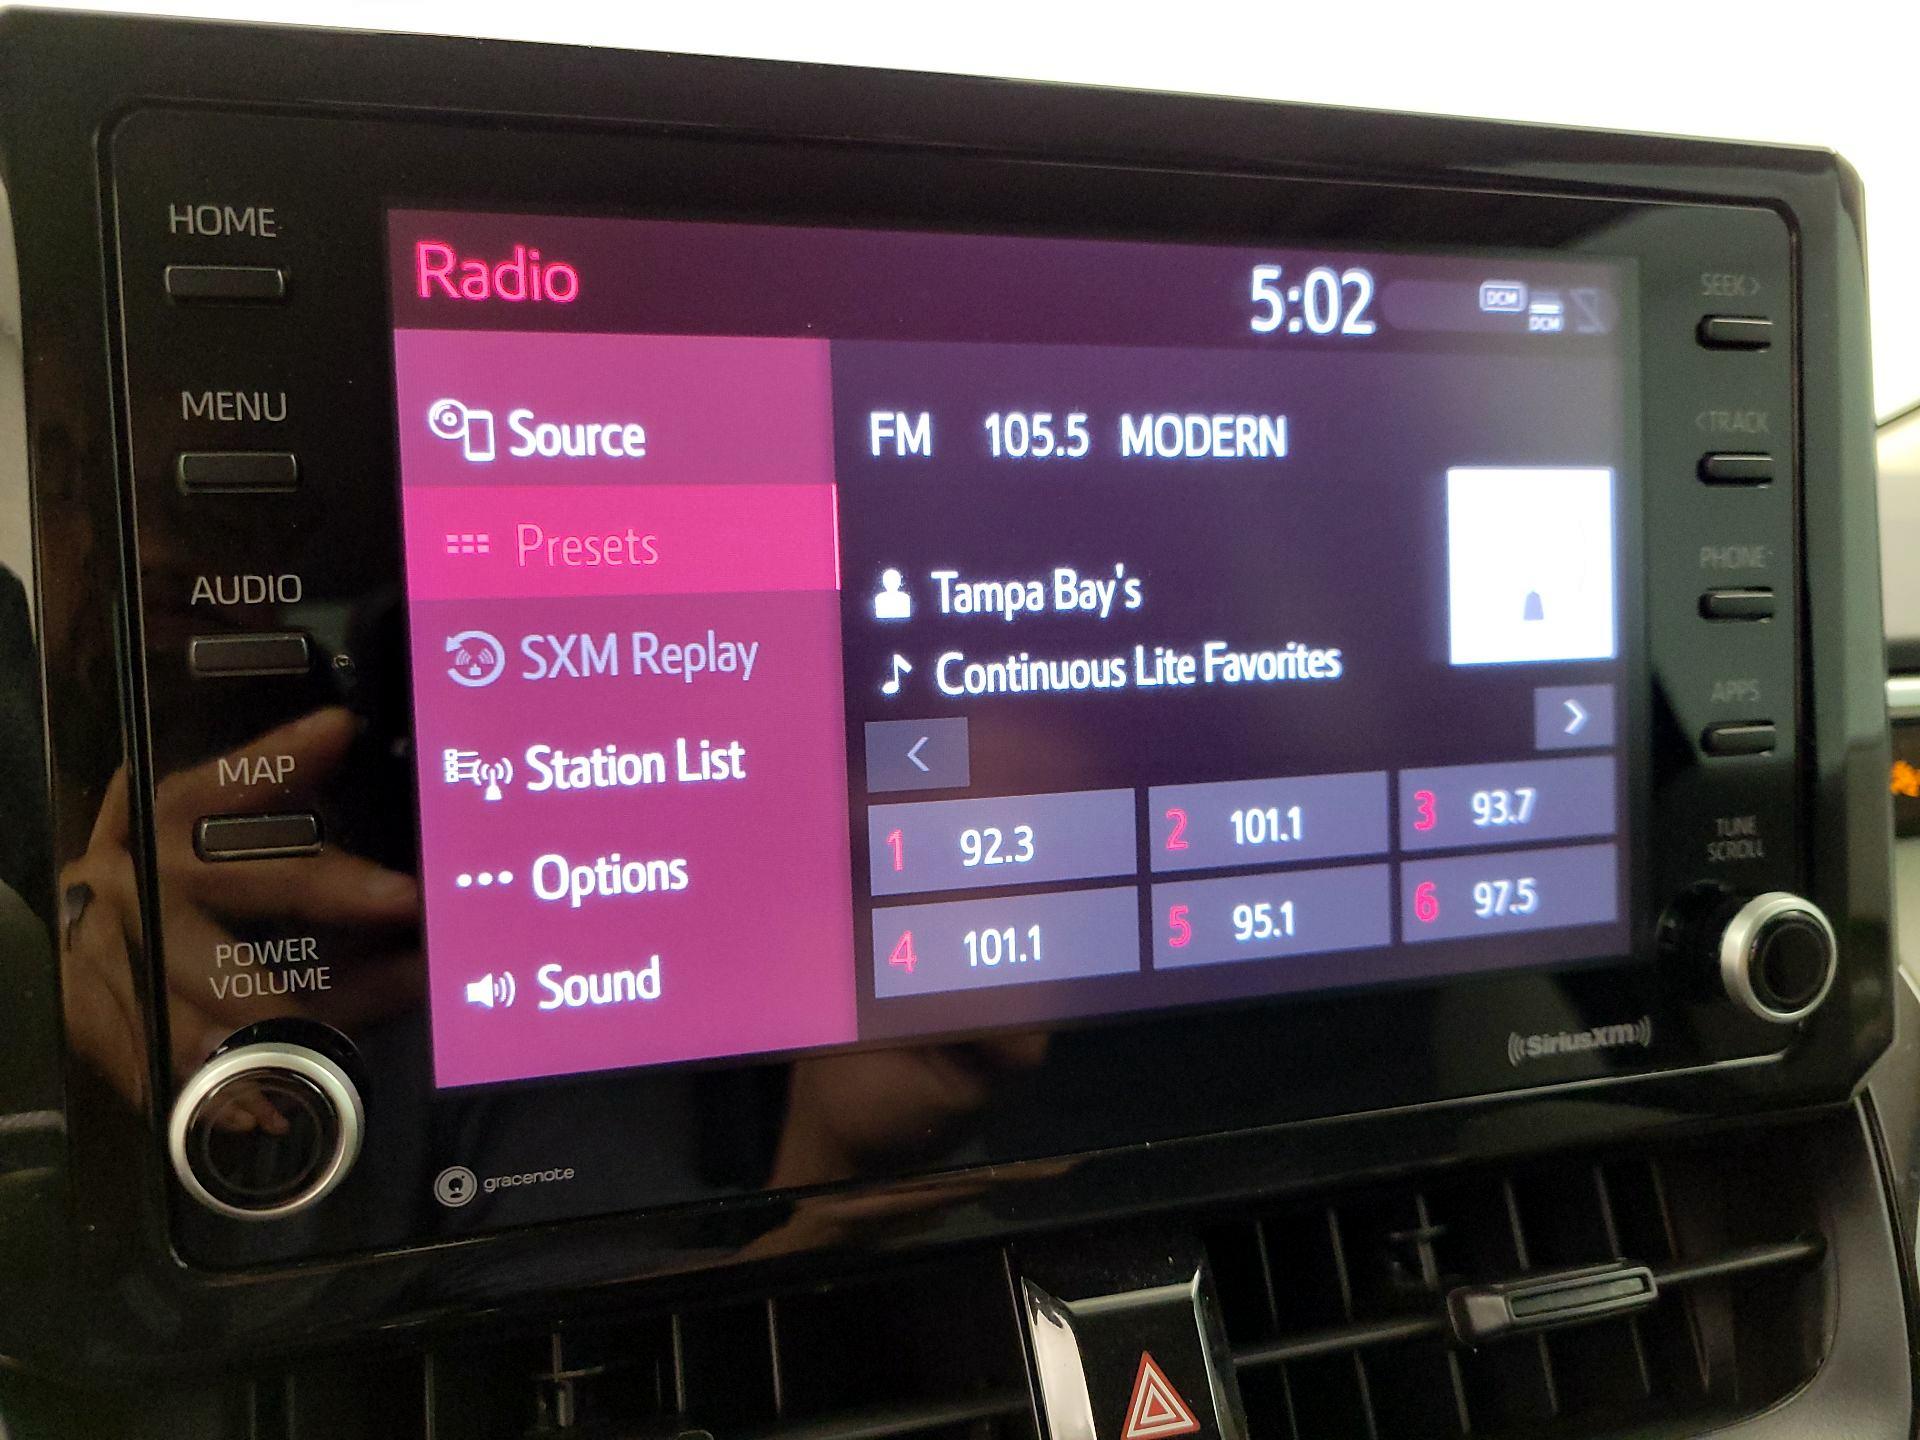 HOME
MENU
AUDIO
MAP
POWER
VOLUME
Radio
5:02
DCM
DCM
Source
Presets
SXM Replay
Station List
Options
Sound
FM 105.5 MODERN
Tampa Bay's
Continuous Lite Favorites
<
>
1 92.3
2 101.1
3 93.7
4 101.1
5 95.1
6 97.5
SEEK >
< TRACK
PHONE
APPS
TUNE
SCROLL
((SiriusXM))
gracenote